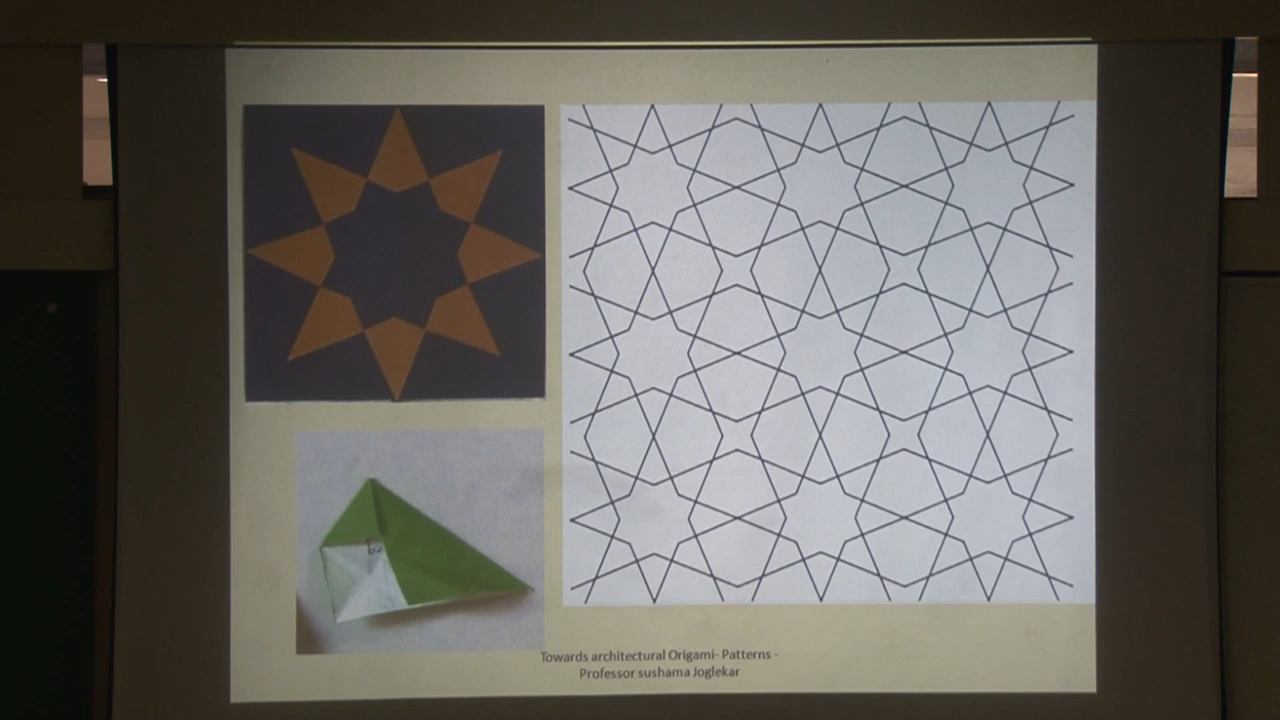 Towards architectural Origami- Patterns -
Professor sushama Joglekar